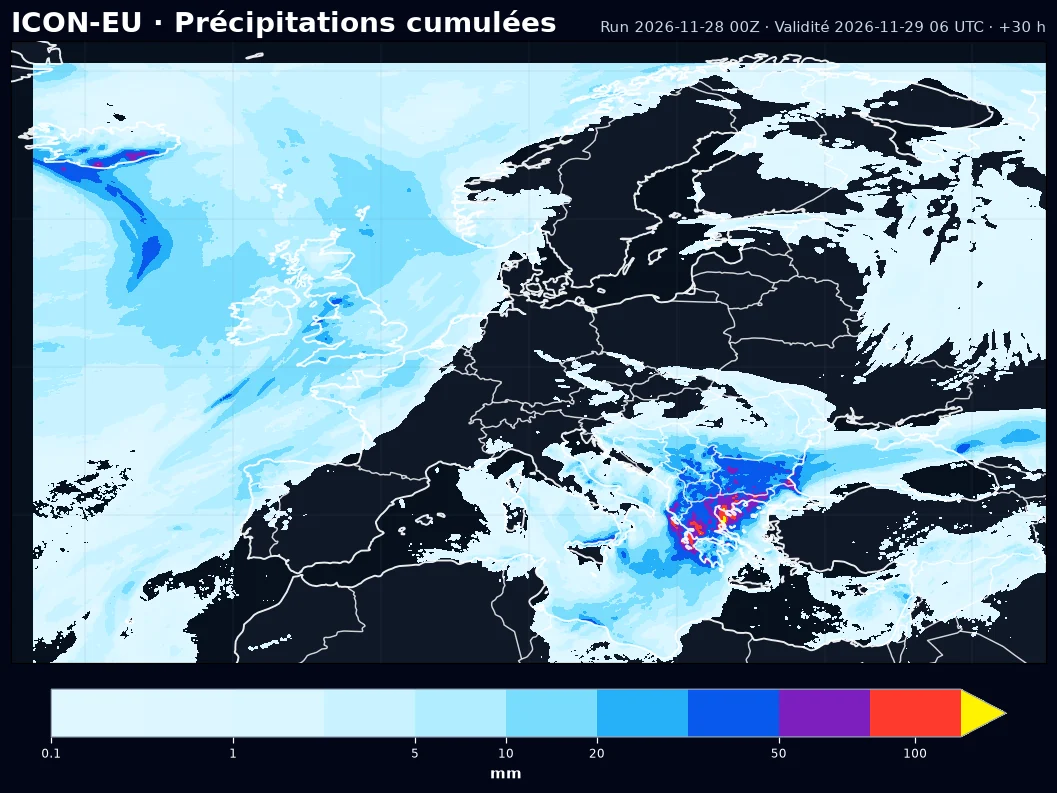 ICON-EU · Précipitations cumulées
Run 2026-11-28 00Z · Validité 2026-11-29 06 UTC · +30 h
0.1 1 5 10 20 50 100
mm